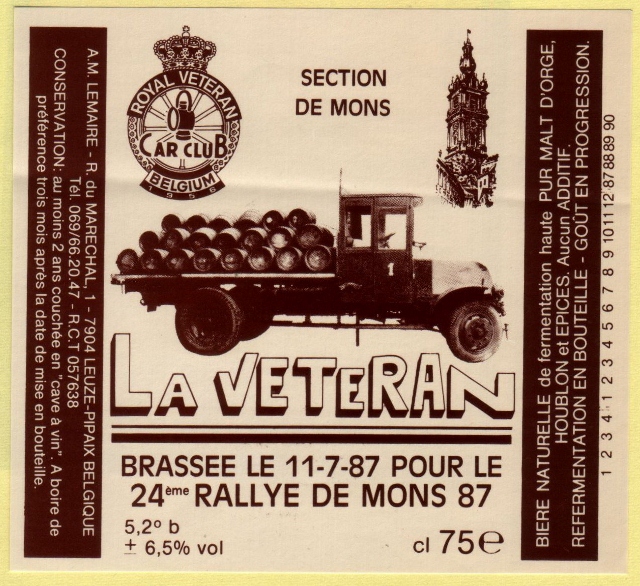 A.M. LEMAIRE - R. du MARECHAL, 1 - 7904 LEUZE-PIPAIX BELGIQUE
Tél. 069/66.20.47 - R.C.T 057638
CONSERVATION: au moins 2 ans couchée en "cave à vin". A boire de
préférence trois mois après la date de mise en bouteille.
ROYAL VETERAN
CAR CLUB
BELGIUM
1956
SECTION
DE MONS
1
LA VETERAN
BRASSEE LE 11-7-87 POUR LE
24ème RALLYE DE MONS 87
5,2º b
± 6,5% vol
cl 75e
BIERE NATURELLE de fermentation haute PUR MALT D'ORGE,
HOUBLON et EPICES. Aucun ADDITIF.
REFERMENTATION EN BOUTEILLE - GOÛT EN PROGRESSION.
1 2 3 4 1 2 3 4 5 6 7 8 9 10 11 12 87 88 89 90